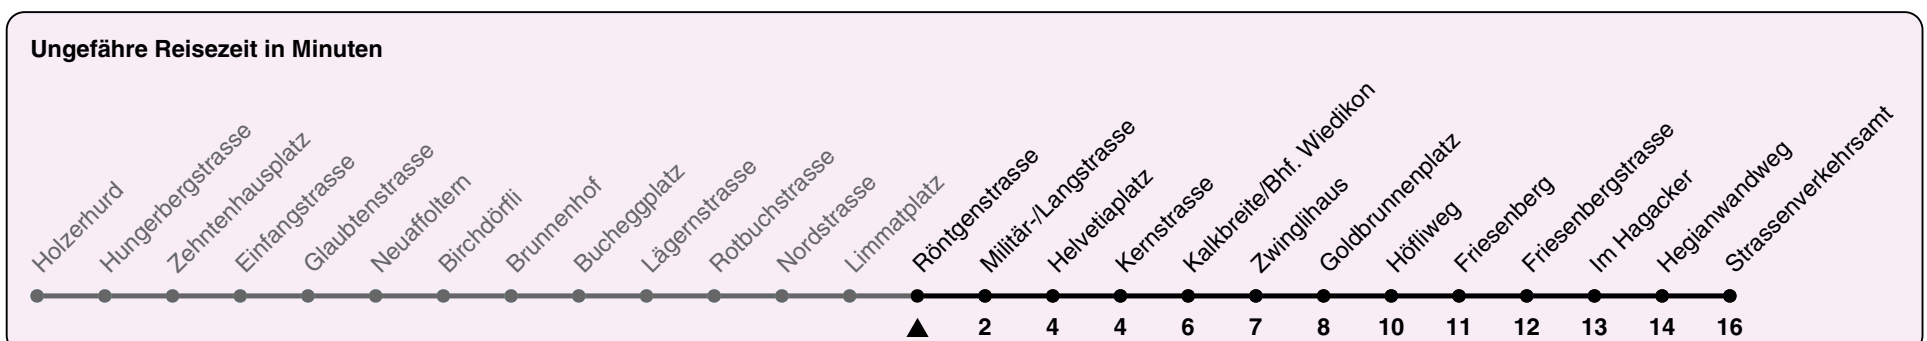 Ungefähre Reisezeit in Minuten
Holzerhurd
Hungerbergstrasse
Zehntenhausplatz
Einfangstrasse
Glaubtenstrasse
Neuaffoltern
Birchdörfli
Brunnenhof
Bucheggplatz
Lägernstrasse
Rotbuchstrasse
Nordstrasse
Limmatplatz
Röntgenstrasse
Militär-/Langstrasse
Helvetiaplatz
Kernstrasse
Kalkbreite/Bhf. Wiedikon
Zwinglihaus
Goldbrunnenplatz
Höfliweg
Friesenberg
Friesenbergstrasse
Im Hagacker
Hegianwandweg
Strassenverkehrsamt
2 4 4 6 7 8 10 11 12 13 14 16